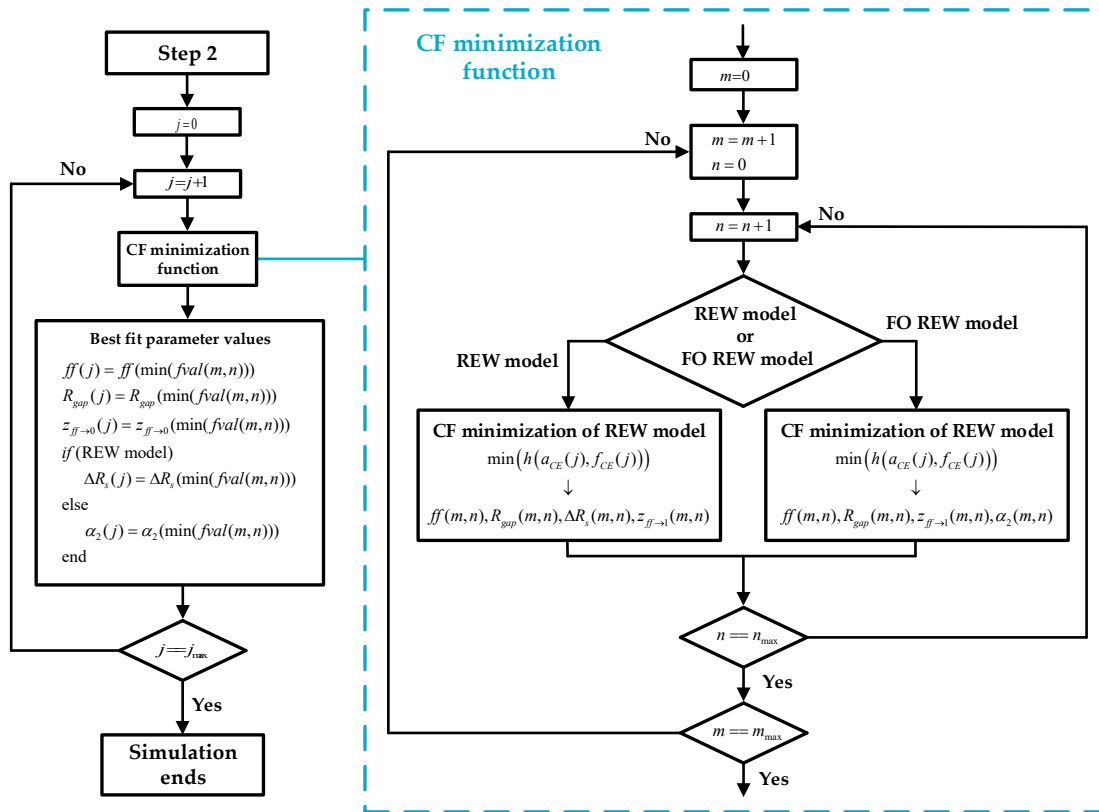 Step 2
j=0
No
j=j+1
CF minimization
function
Best fit parameter values
ff(j) = ff(min(fval(m,n)))
R_gap(j) = R_gap(min(fval(m,n)))
z_ff→0(j) = z_ff→0(min(fval(m,n)))
if (REW model)
ΔR_s(j) = ΔR_s(min(fval(m,n)))
else
α₂(j) = α₂(min(fval(m,n)))
end
j==j_max
Yes
Simulation
ends
CF minimization
function
m=0
No
m = m+1
n = 0
No
n = n+1
REW model
or
FO REW model
REW model
FO REW model
CF minimization of REW model
min(h(a_CE(j), f_CE(j)))
↓
ff(m,n), R_gap(m,n), ΔR_s(m,n), z_ff→1(m,n)
CF minimization of REW model
min(h(a_CE(j), f_CE(j)))
↓
ff(m,n), R_gap(m,n), z_ff→1(m,n), α₂(m,n)
n == n_max
Yes
m == m_max
Yes